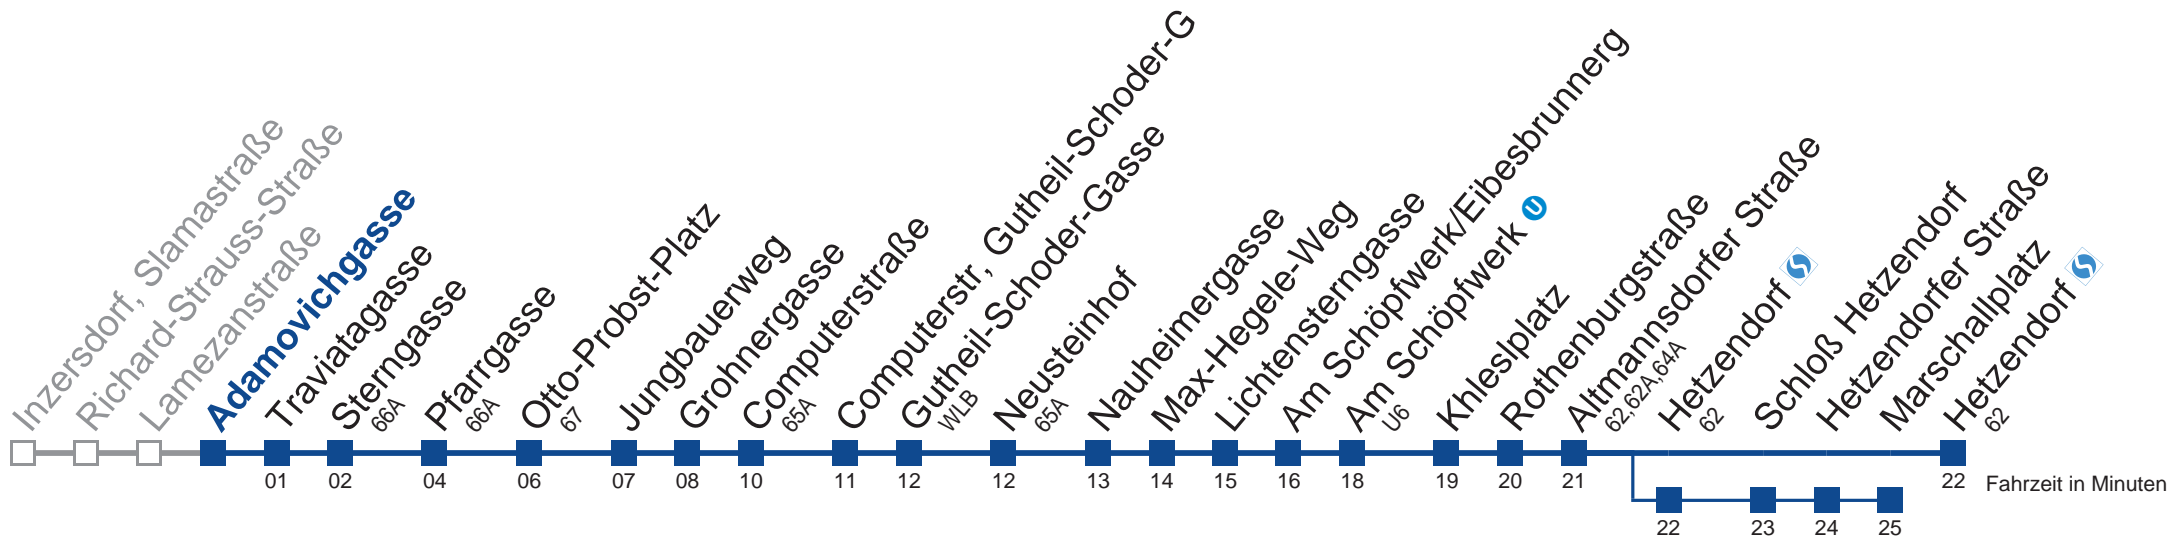 Inzersdorf, Slamastraße
Richard-Strauss-Straße
Lamezanstraße
Adamovichgasse
Traviatagasse
Sterngasse
66A
Pfarrgasse
66A
Otto-Probst-Platz
67
Jungbauerweg
Grohnergasse
Computerstraße
65A
Computerstr, Gutheil-Schoder-G
Gutheil-Schoder-Gasse
WLB
Neusteinhof
65A
Nauheimergasse
Max-Hegele-Weg
Lichtensterngasse
Am Schöpfwerk/Eibesbrunnerg
Am Schöpfwerk U
U6
Khleslplatz
Rothenburgstraße
Altmannsdorfer Straße
62,62A,64A
Hetzendorf
62
Schloß Hetzendorf
Hetzendorfer Straße
Marschallplatz
Hetzendorf
62
01 02 04 06 07 08 10 11 12 12 13 14 15 16 18 19 20 21 22 Fahrzeit in Minuten
22 23 24 25